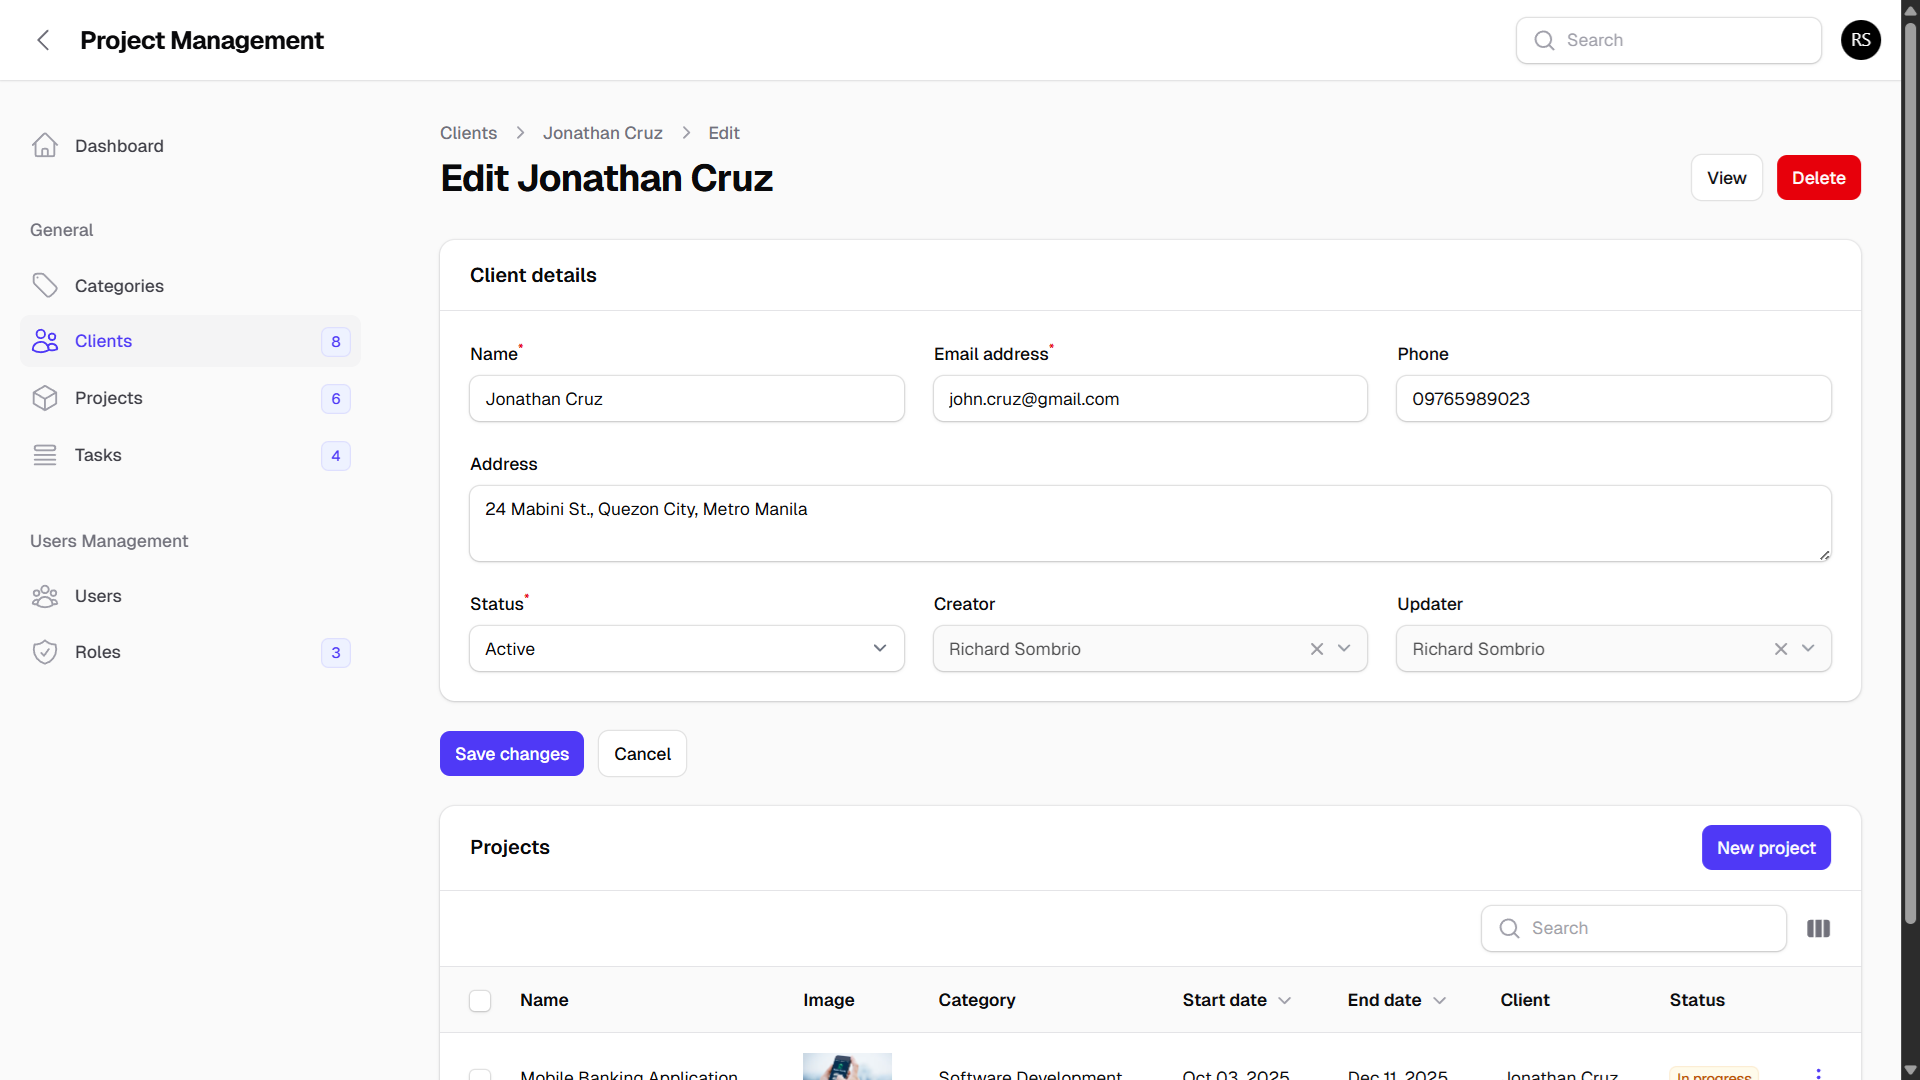 Project Management
Search
RS
Dashboard
General
Categories
Clients 8
Projects 6
Tasks 4
Users Management
Users
Roles 3
Clients > Jonathan Cruz > Edit
Edit Jonathan Cruz
View
Delete
Client details
Name* Email address* Phone
Jonathan Cruz john.cruz@gmail.com 09765989023
Address
24 Mabini St., Quezon City, Metro Manila
Status* Creator Updater
Active Richard Sombrio Richard Sombrio
Save changes Cancel
Projects
New project
Search
Name Image Category Start date End date Client Status
Mobile Banking Application Software Development Oct 03, 2025 Dec 11, 2025 Jonathan Cruz In progress